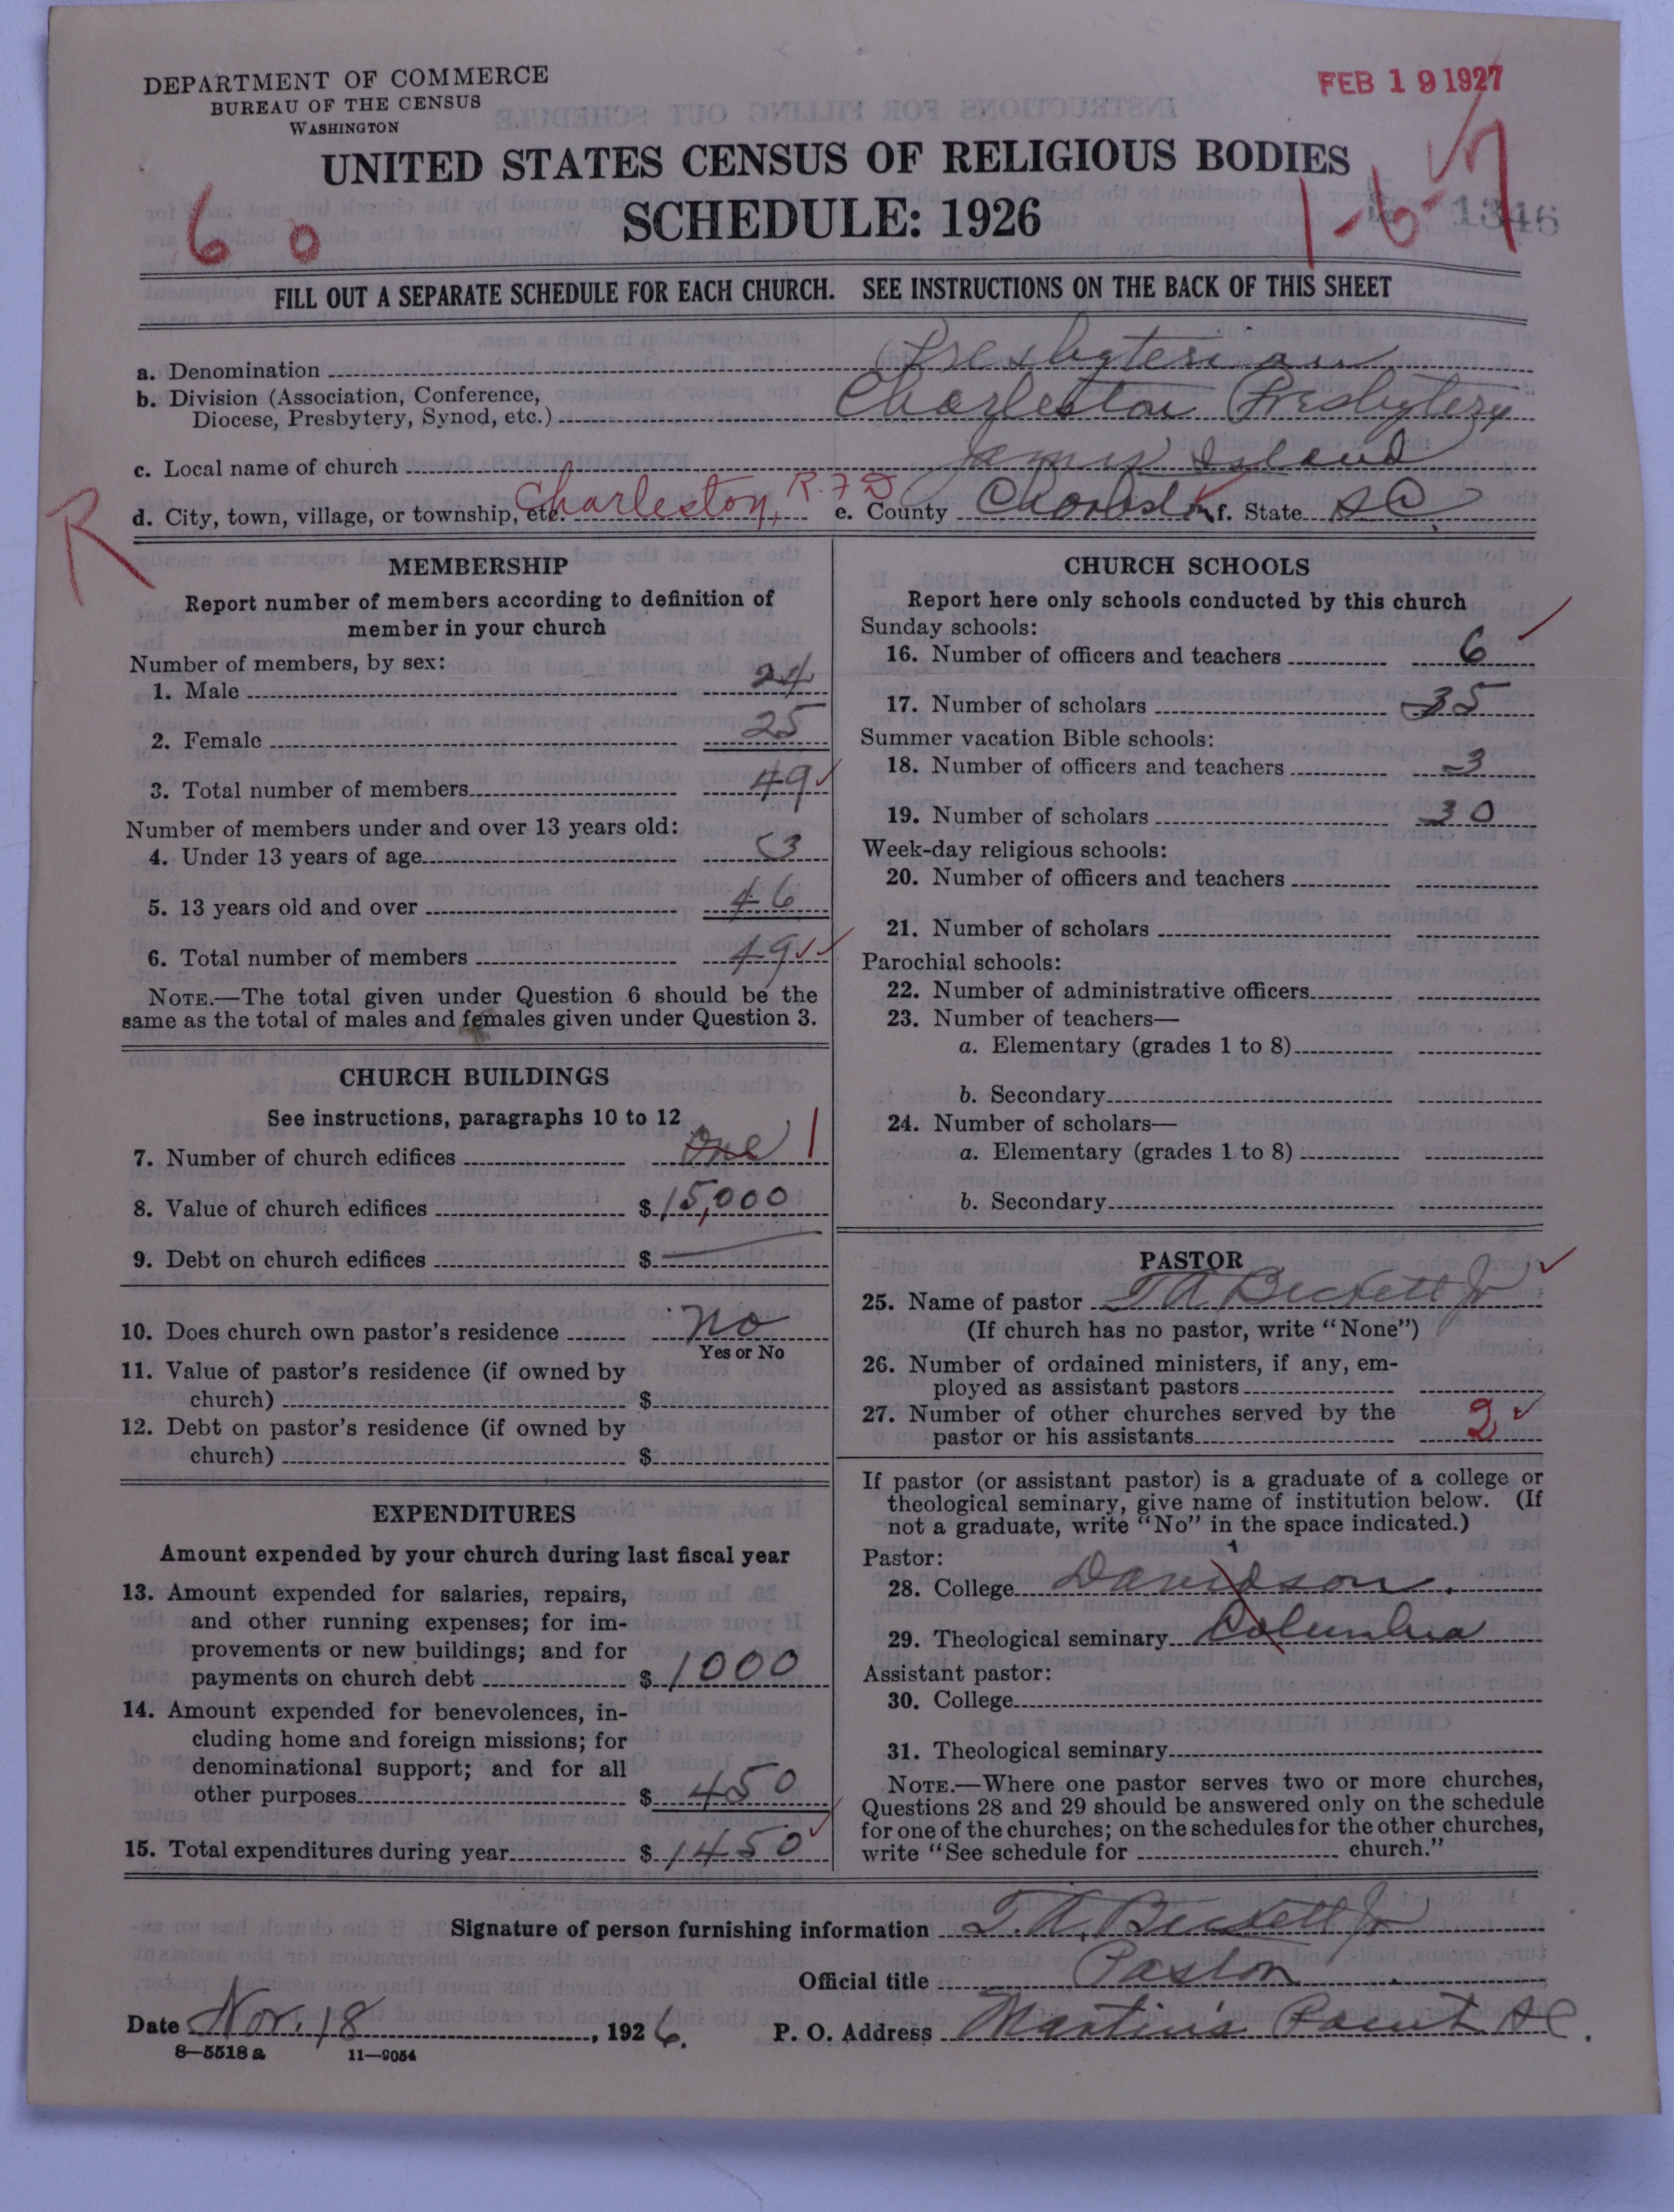 DEPARTMENT OF COMMERCE
BUREAU OF THE CENSUS
WASHINGTON
FEB 19 1927
UNITED STATES CENSUS OF RELIGIOUS BODIES
SCHEDULE: 1926
60
1-6-5
1346
FILL OUT A SEPARATE SCHEDULE FOR EACH CHURCH. SEE INSTRUCTIONS ON THE BACK OF THIS SHEET
a. Denomination Presbyterian
b. Division (Association, Conference, Diocese, Presbytery, Synod, etc.) Charleston Presbytery
c. Local name of church James Island
R
d. City, town, village, or township, etc. Charleston, R.F.D e. County Charleston f. State S.C.
MEMBERSHIP
Report number of members according to definition of
member in your church
Number of members, by sex:
1. Male 24
2. Female 25
3. Total number of members 49
Number of members under and over 13 years old:
4. Under 13 years of age 3
5. 13 years old and over 46
6. Total number of members 49
NOTE.—The total given under Question 6 should be the
same as the total of males and females given under Question 3.
CHURCH BUILDINGS
See instructions, paragraphs 10 to 12
7. Number of church edifices One 1
8. Value of church edifices $15,000
9. Debt on church edifices $
10. Does church own pastor's residence No
Yes or No
11. Value of pastor's residence (if owned by
church) $
12. Debt on pastor's residence (if owned by
church) $
EXPENDITURES
Amount expended by your church during last fiscal year
13. Amount expended for salaries, repairs,
and other running expenses; for im-
provements or new buildings; and for
payments on church debt $1000
14. Amount expended for benevolences, in-
cluding home and foreign missions; for
denominational support; and for all
other purposes $450
15. Total expenditures during year $1450
CHURCH SCHOOLS
Report here only schools conducted by this church
Sunday schools:
16. Number of officers and teachers 6
17. Number of scholars 35
Summer vacation Bible schools:
18. Number of officers and teachers 3
19. Number of scholars 30
Week-day religious schools:
20. Number of officers and teachers
21. Number of scholars
Parochial schools:
22. Number of administrative officers
23. Number of teachers—
a. Elementary (grades 1 to 8)
b. Secondary
24. Number of scholars—
a. Elementary (grades 1 to 8)
b. Secondary
PASTOR
25. Name of pastor T A Beckett Jr
(If church has no pastor, write "None")
26. Number of ordained ministers, if any, em-
ployed as assistant pastors
27. Number of other churches served by the
pastor or his assistants 2
If pastor (or assistant pastor) is a graduate of a college or
theological seminary, give name of institution below. (If
not a graduate, write "No" in the space indicated.)
Pastor:
28. College Davidson
29. Theological seminary Columbia
Assistant pastor:
30. College
31. Theological seminary
NOTE.—Where one pastor serves two or more churches,
Questions 28 and 29 should be answered only on the schedule
for one of the churches; on the schedules for the other churches,
write "See schedule for church."
Signature of person furnishing information T. A. Beckett Jr
Official title Pastor
Date Nov. 18, 1926. P. O. Address Martin's Point S.C.
8-5518 a 11-9054